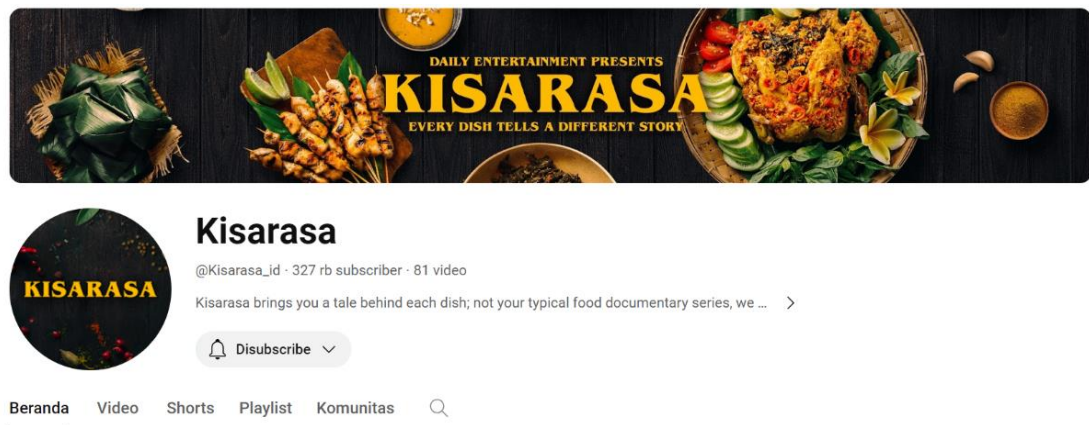 DAILY ENTERTAINMENT PRESENTS
KISARASA
EVERY DISH TELLS A DIFFERENT STORY
KISARASA
Kisarasa
@Kisarasa_id · 327 rb subscriber · 81 video
Kisarasa brings you a tale behind each dish; not your typical food documentary series, we ...
Disubscribe
Beranda Video Shorts Playlist Komunitas